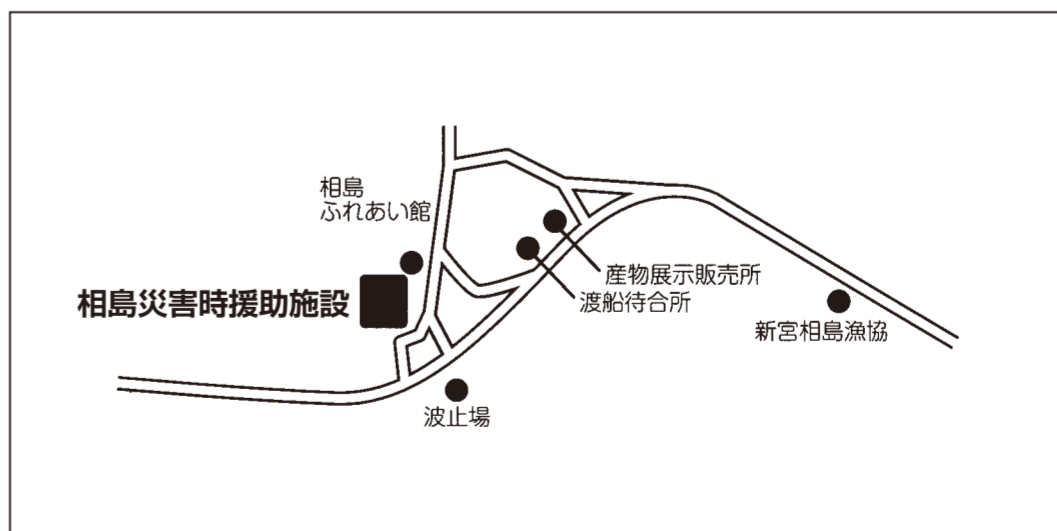 相島
ふれあい館
相島災害時援助施設
産物展示販売所
渡船待合所
新宮相島漁協
波止場